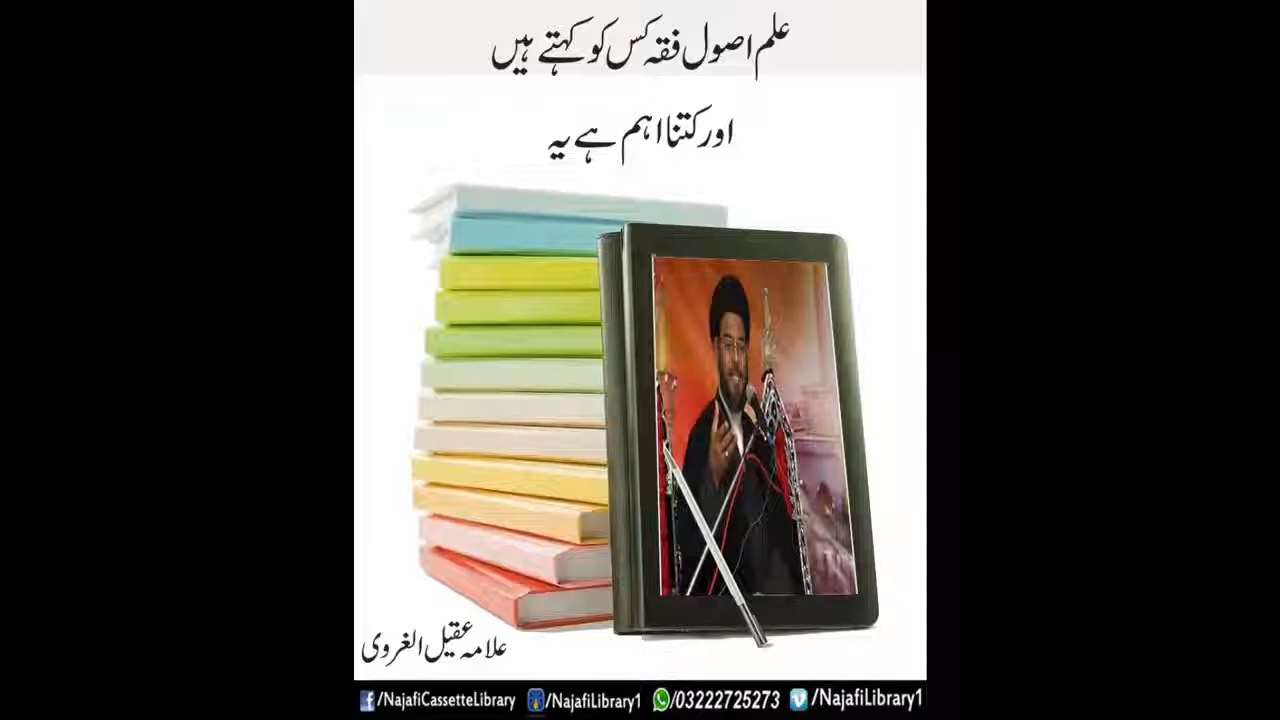 علم اصول فقہ کس کو کہتے ہیں
اور کتنا اہم ہے یہ
علامہ عقیل الغروی
/NajafiCassetteLibrary /NajafiLibrary1 /03222725273 /NajafiLibrary1